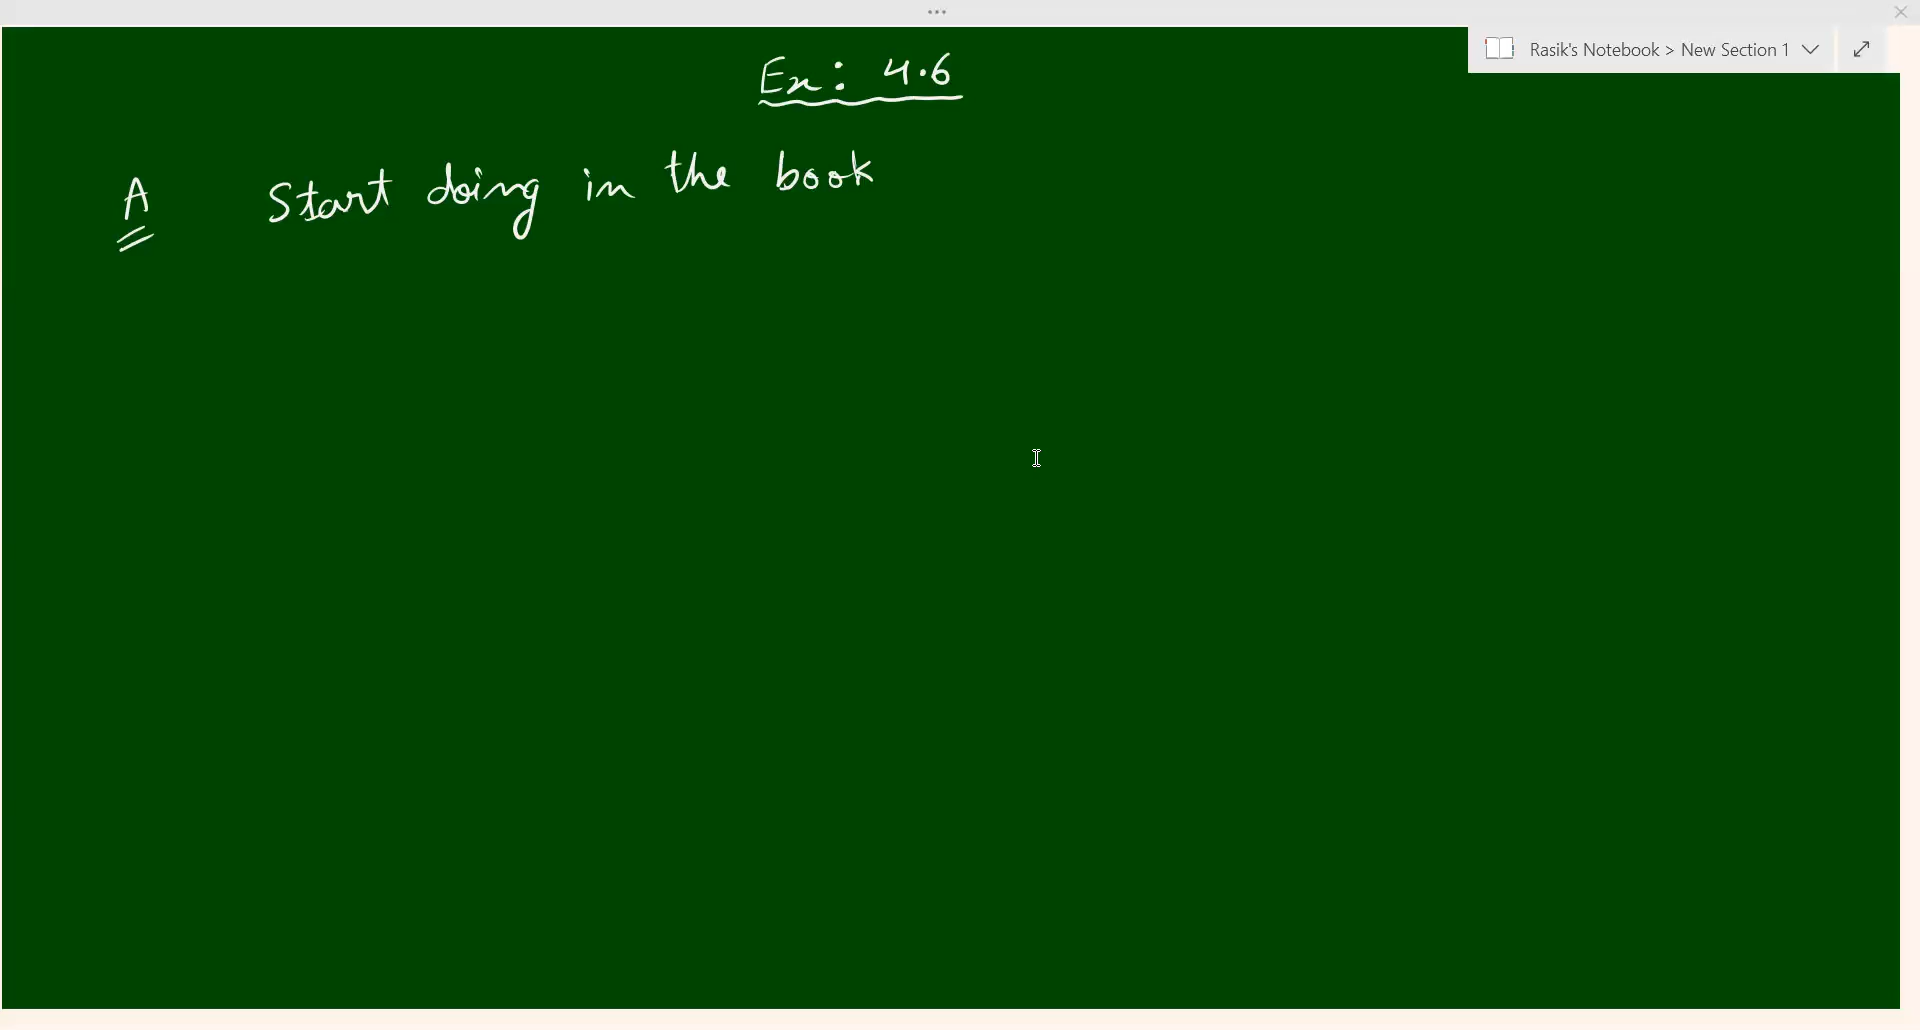 Rasik's Notebook > New Section 1
Ex: 4.6
A Start doing in the book